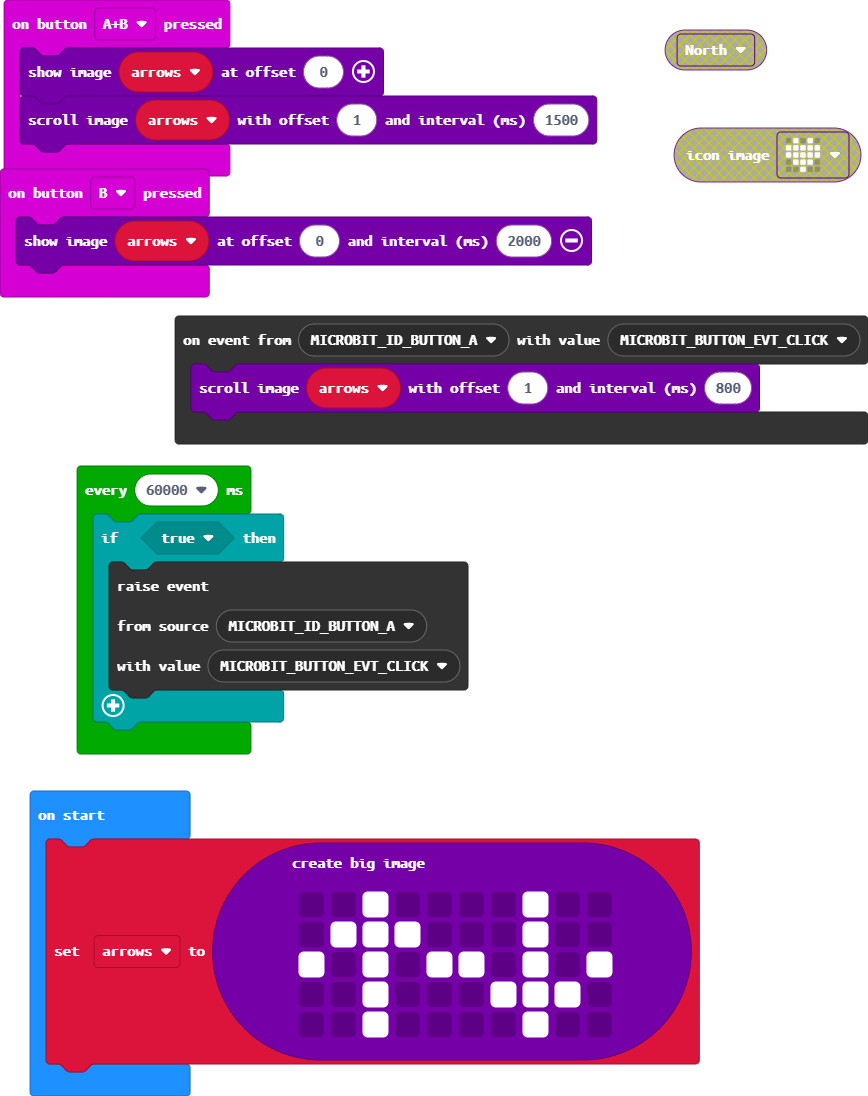 on button A+B pressed
show image arrows at offset 0
scroll image arrows with offset 1 and interval (ms) 1500
North
icon image
on button B pressed
show image arrows at offset 0 and interval (ms) 2000
on event from MICROBIT_ID_BUTTON_A with value MICROBIT_BUTTON_EVT_CLICK
scroll image arrows with offset 1 and interval (ms) 800
every 60000 ms
if true then
raise event
from source MICROBIT_ID_BUTTON_A
with value MICROBIT_BUTTON_EVT_CLICK
on start
create big image
set arrows to